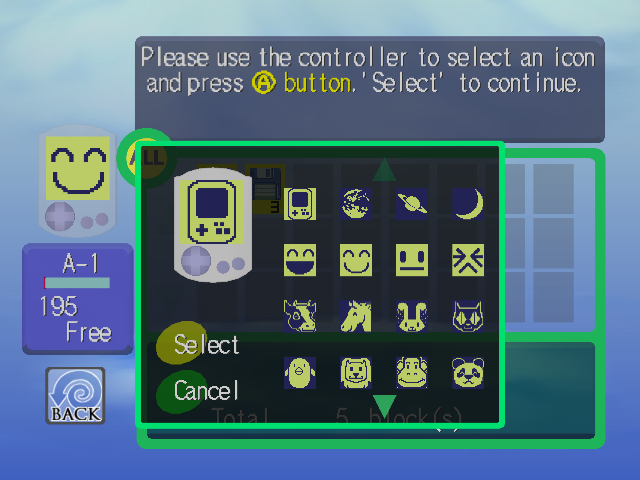 Please use the controller to select an icon
and press A button. 'Select' to continue.
ALL
3
A-1
195
Free
Select
Cancel
BACK
Total 5 block(s)